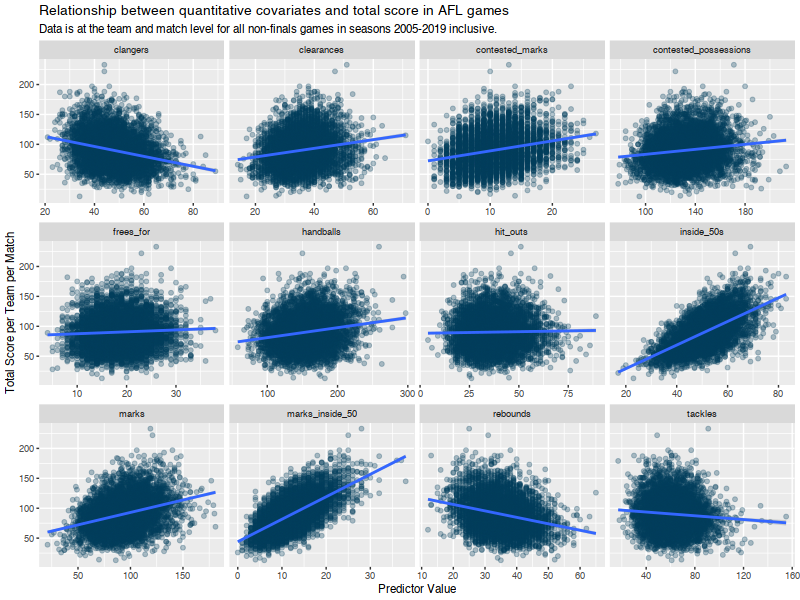 Relationship between quantitative covariates and total score in AFL games
Data is at the team and match level for all non-finals games in seasons 2005-2019 inclusive.
clangers
clearances
contested_marks
contested_possessions
200
150
100
50
20 40 60 80
20 40 60
0 10 20
100 140 180
frees_for
handballs
hit_outs
inside_50s
200
150
100
50
10 20 30
100 200 300
0 25 50 75
20 40 60 80
marks
marks_inside_50
rebounds
tackles
200
150
100
50
50 100 150
0 10 20 30
10 20 30 40 50 60
40 80 120 160
Total Score per Team per Match
Predictor Value